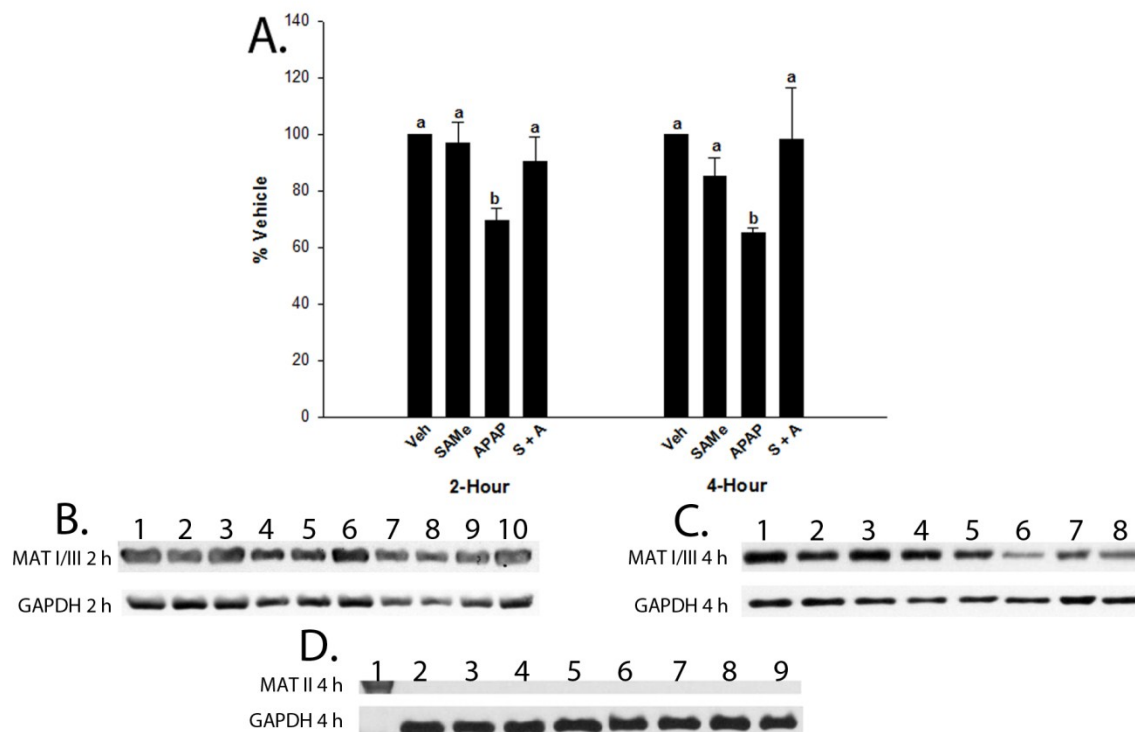 A.
140
120
100
80
60
40
20
0
% Vehicle
a a b a a a b a
Veh SAMe APAP S + A Veh SAMe APAP S + A
2-Hour 4-Hour
B.
1 2 3 4 5 6 7 8 9 10
MAT I/III 2 h
GAPDH 2 h
C.
1 2 3 4 5 6 7 8
MAT I/III 4 h
GAPDH 4 h
D.
1 2 3 4 5 6 7 8 9
MAT II 4 h
GAPDH 4 h